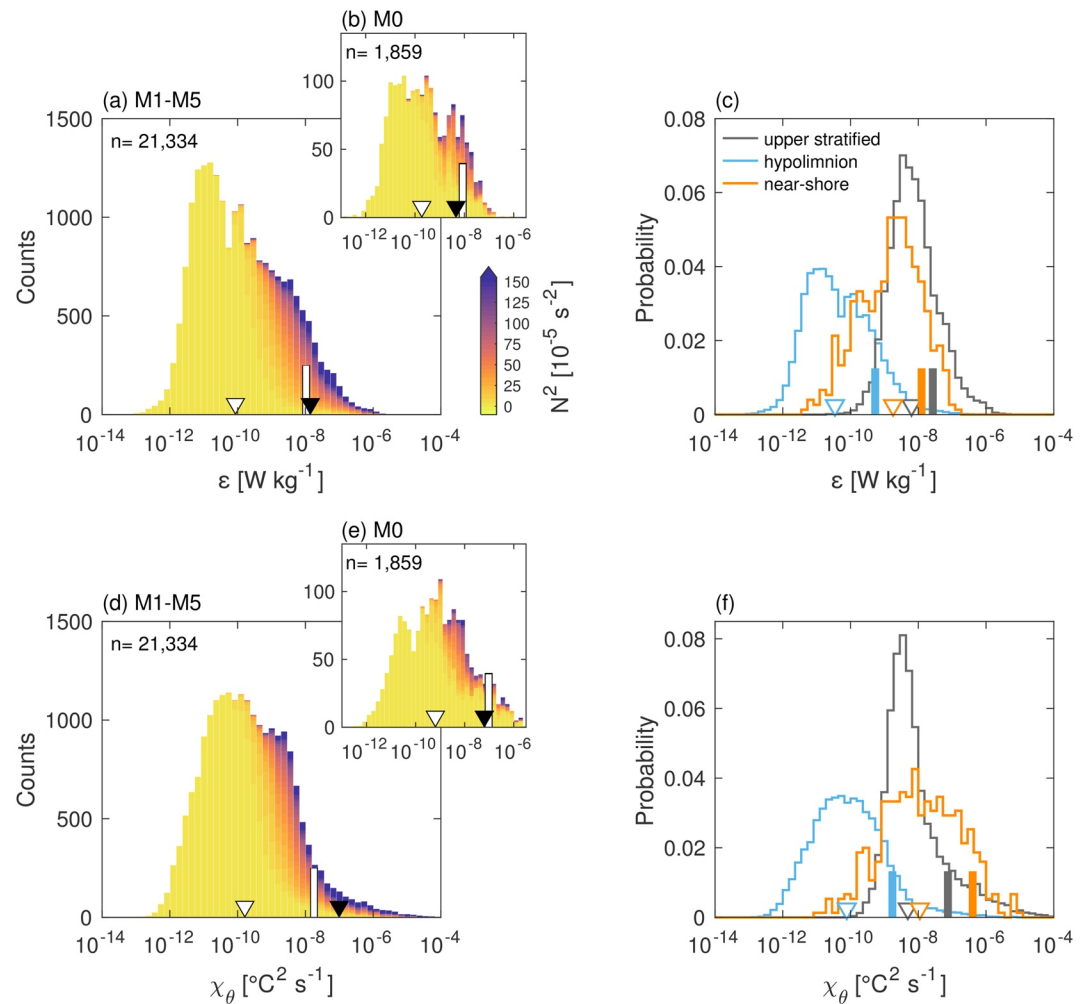 (b) M0
n= 1,859
100
50
0
10^-12 10^-10 10^-8 10^-6
(a) M1-M5
n= 21,334
1500
1000
500
0
Counts
10^-14 10^-12 10^-10 10^-8 10^-6 10^-4
ε [W kg^-1]
150
125
100
75
50
25
0
N^2 [10^-5 s^-2]
(c)
upper stratified
hypolimnion
near-shore
0.08
0.06
0.04
0.02
0
Probability
10^-14 10^-12 10^-10 10^-8 10^-6 10^-4
ε [W kg^-1]
(e) M0
n= 1,859
100
50
0
10^-12 10^-10 10^-8 10^-6
(d) M1-M5
n= 21,334
1500
1000
500
0
Counts
10^-14 10^-12 10^-10 10^-8 10^-6 10^-4
χ_θ [°C^2 s^-1]
(f)
0.08
0.06
0.04
0.02
0
Probability
10^-14 10^-12 10^-10 10^-8 10^-6 10^-4
χ_θ [°C^2 s^-1]